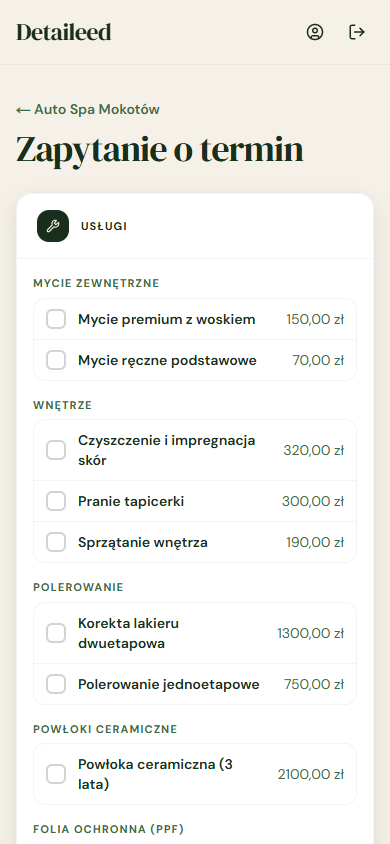 Detaileed
← Auto Spa Mokotów
Zapytanie o termin
USŁUGI
MYCIE ZEWNĘTRZNE
Mycie premium z woskiem 150,00 zł
Mycie ręczne podstawowe 70,00 zł
WNĘTRZE
Czyszczenie i impregnacja
skór 320,00 zł
Pranie tapicerki 300,00 zł
Sprzątanie wnętrza 190,00 zł
POLEROWANIE
Korekta lakieru
dwuetapowa 1300,00 zł
Polerowanie jednoetapowe 750,00 zł
POWŁOKI CERAMICZNE
Powłoka ceramiczna (3
lata) 2100,00 zł
FOLIA OCHRONNA (PPF)